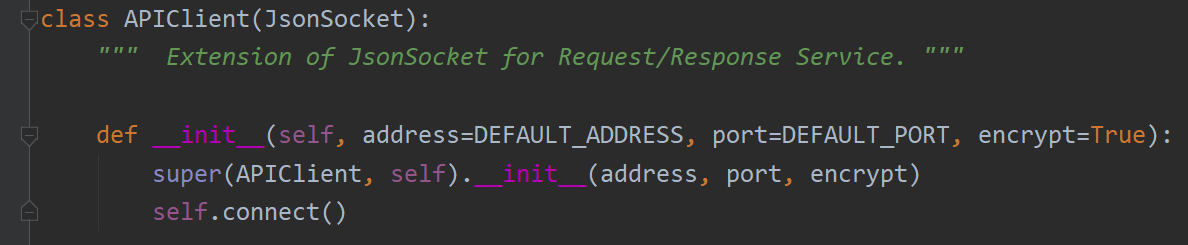 class APIClient(JsonSocket):
    """  Extension of JsonSocket for Request/Response Service. """

    def __init__(self, address=DEFAULT_ADDRESS, port=DEFAULT_PORT, encrypt=True):
        super(APIClient, self).__init__(address, port, encrypt)
        self.connect()